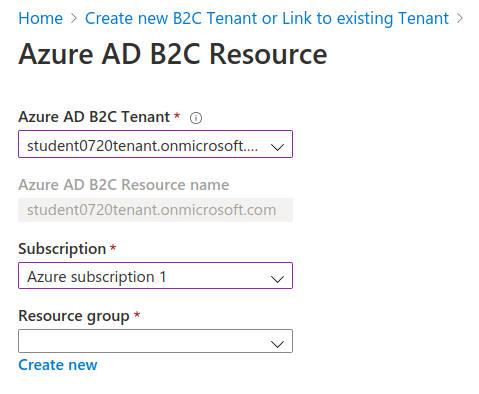 Home > Create new B2C Tenant or Link to existing Tenant >
Azure AD B2C Resource
Azure AD B2C Tenant *
student0720tenant.onmicrosoft....
Azure AD B2C Resource name
student0720tenant.onmicrosoft.com
Subscription *
Azure subscription 1
Resource group *
Create new